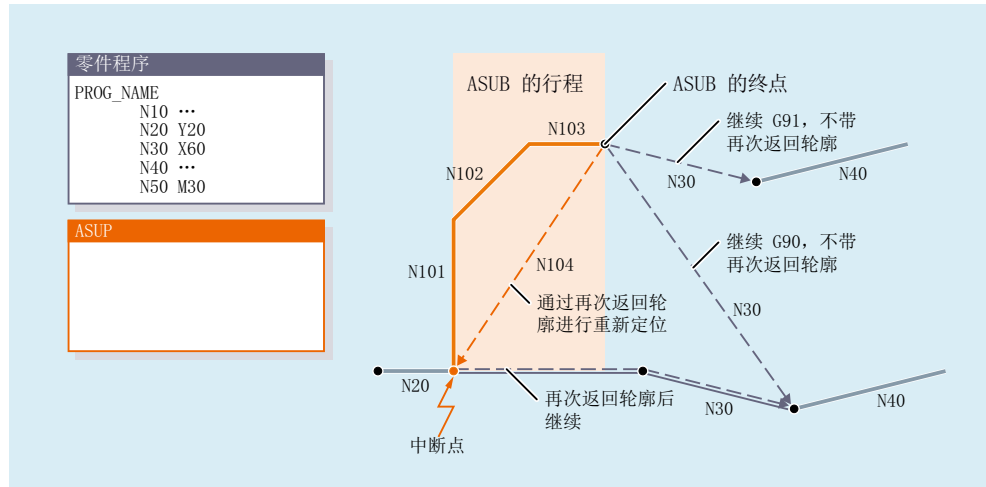 零件程序
PROG_NAME
N10 …
N20 Y20
N30 X60
N40 …
N50 M30
ASUP
ASUB 的行程
ASUB 的终点
N103
N102
N101
N104
继续 G91, 不带
再次返回轮廓
N30
N40
继续 G90, 不带
再次返回轮廓
N30
通过再次返回轮
廓进行重新定位
N20
再次返回轮廓后
继续
N30
N40
中断点